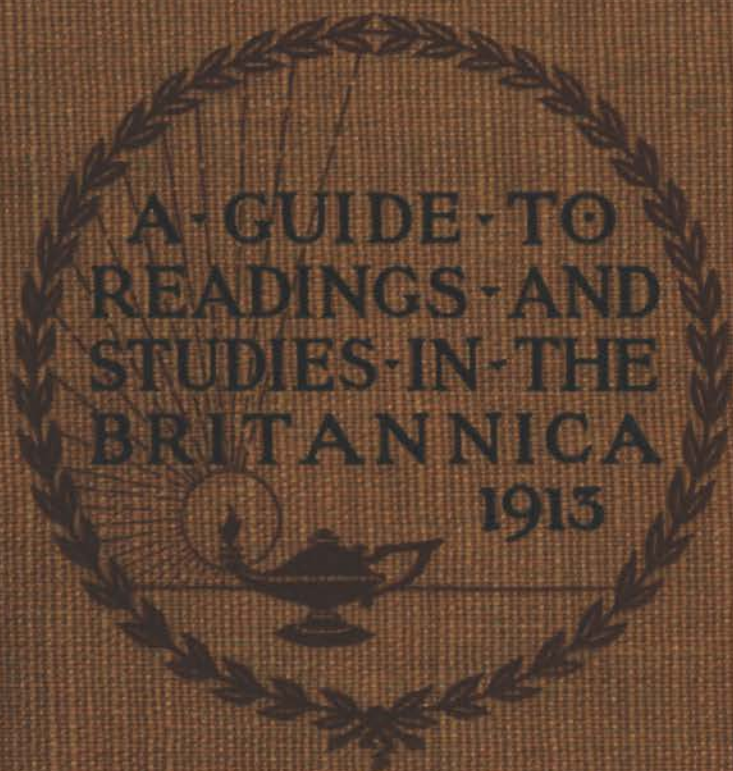 A · GUIDE · TO
READINGS · AND
STUDIES · IN · THE
BRITANNICA
1913